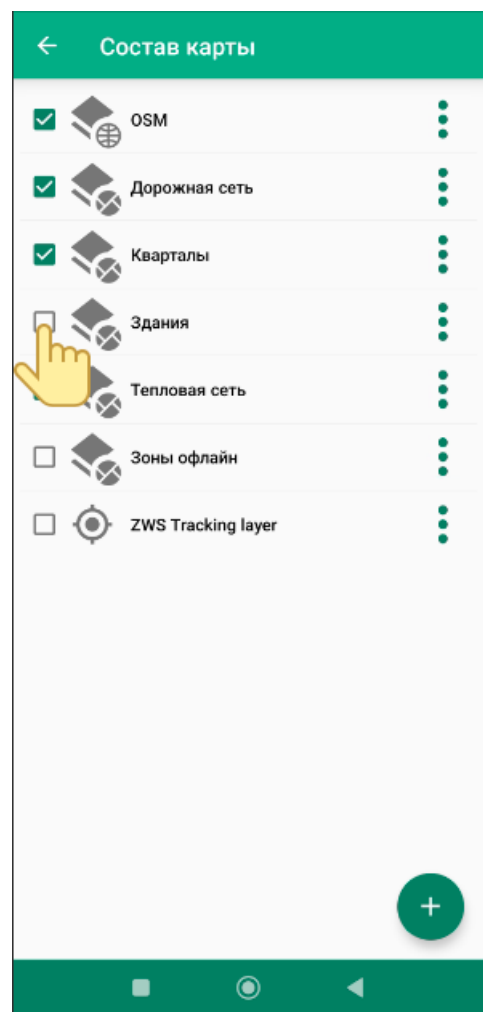 Состав карты
OSM
Дорожная сеть
Кварталы
Здания
Тепловая сеть
Зоны офлайн
ZWS Tracking layer